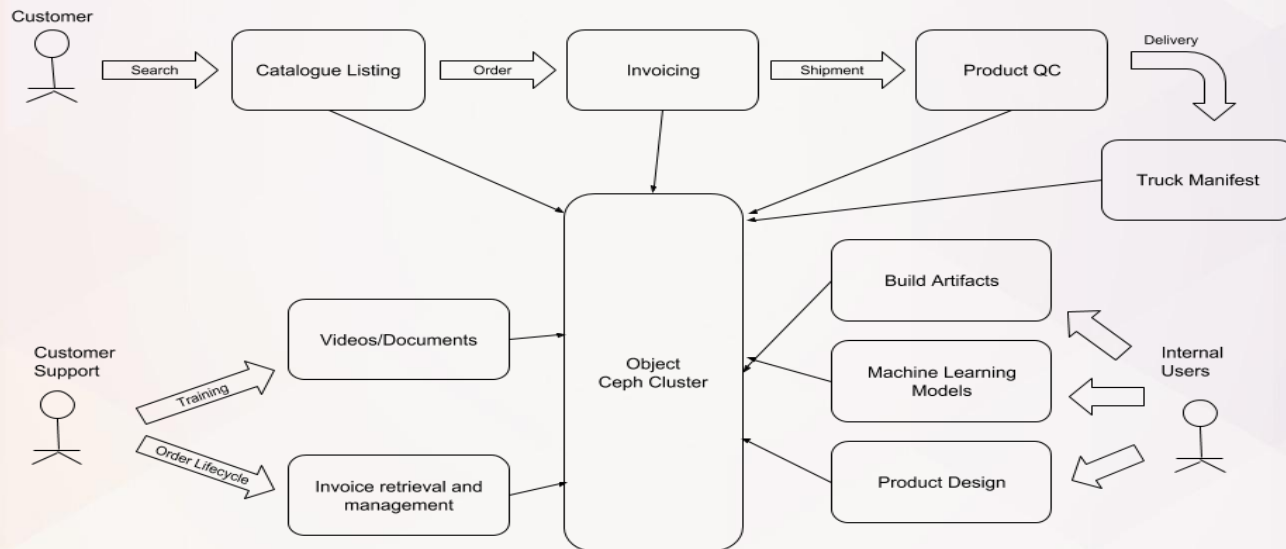 Customer
Search
Catalogue Listing
Order
Invoicing
Shipment
Product QC
Delivery
Truck Manifest
Build Artifacts
Videos/Documents
Customer
Support
Training
Order Lifecycle
Invoice retrieval and
management
Object
Ceph Cluster
Machine Learning
Models
Product Design
Internal
Users